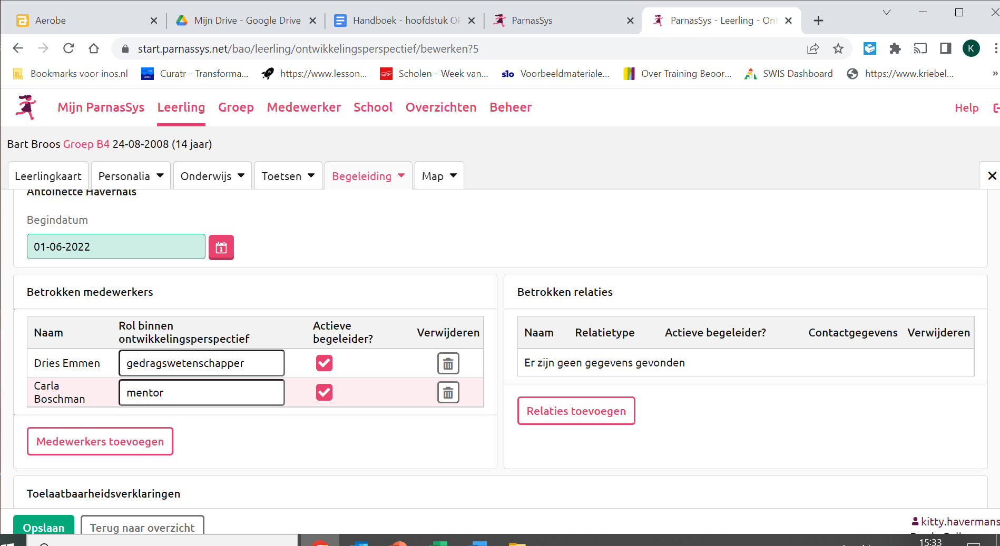 Aerobe
Mijn Drive - Google Drive
Handboek - hoofdstuk OP
ParnasSys
ParnasSys - Leerling - Ont
start.parnassys.net/bao/leerling/ontwikkelingsperspectief/bewerken?5
K
Bookmarks voor inos.nl
Curatr - Transforma...
https://www.lesson...
Scholen - Week van...
slo Voorbeeldmateriale...
Over Training Beoor...
SWIS Dashboard
https://www.kriebel...
»
Mijn ParnasSys Leerling Groep Medewerker School Overzichten Beheer
Help
Bart Broos Groep B4 24-08-2008 (14 jaar)
Leerlingkaart Personalia Onderwijs Toetsen Begeleiding Map
Antoinette Havermals
Begindatum
01-06-2022
1
Betrokken medewerkers
Naam
Rol binnen
ontwikkelingsperspectief
Actieve
begeleider?
Verwijderen
Dries Emmen
gedragswetenschapper
Carla
Boschman
mentor
Medewerkers toevoegen
Betrokken relaties
Naam Relatietype Actieve begeleider? Contactgegevens Verwijderen
Er zijn geen gegevens gevonden
Relaties toevoegen
Toelaatbaarheidsverklaringen
Opslaan
Terug naar overzicht
kitty.havermans
15:33